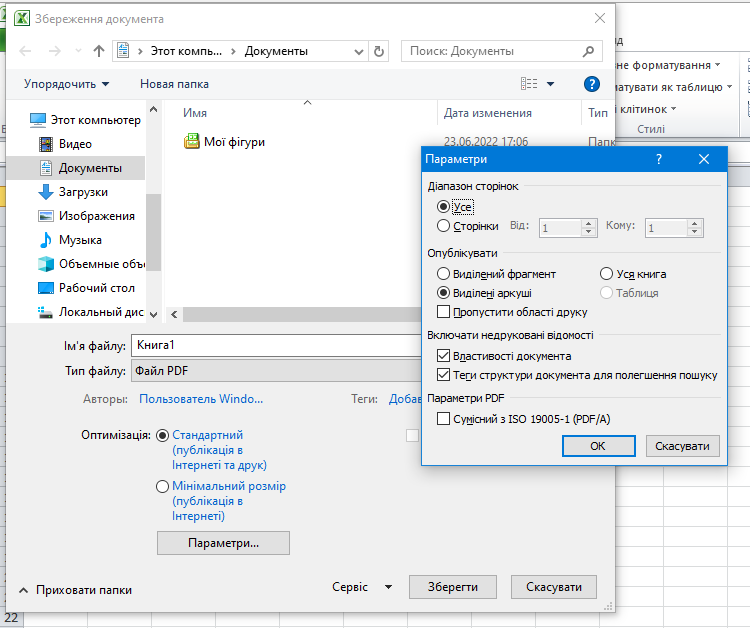 Збереження документа
Этот компь...
Документы
Поиск: Документы
Упорядочить
Новая папка
Этот компьютер
Видео
Документы
Загрузки
Изображения
Музыка
Объемные объ
Рабочий стол
Локальный дис
Имя
Дата изменения
Тип
Мої фігури
23.06.2022 17:06
Папк
не форматування
матувати як таблицю
і клітинок
Стилі
Ім'я файлу:
Книга1
Тип файлу:
Файл PDF
Авторы:
Пользователь Windo...
Теги:
Добав
Оптимізація:
Стандартний
(публікація в
Інтернеті та друк)
Мінімальний розмір
(публікація в
Інтернеті)
Параметри...
Приховати папки
Сервіс
Зберегти
Скасувати
22
Параметри
?
Діапазон сторінок
Усе
Сторінки
Від:
1
Кому:
1
Опублікувати
Виділений фрагмент
Уся книга
Виділені аркуші
Таблиця
Пропустити області друку
Включати недруковані відомості
Властивості документа
Теги структури документа для полегшення пошуку
Параметри PDF
Сумісний з ISO 19005-1 (PDF/A)
ОК
Скасувати